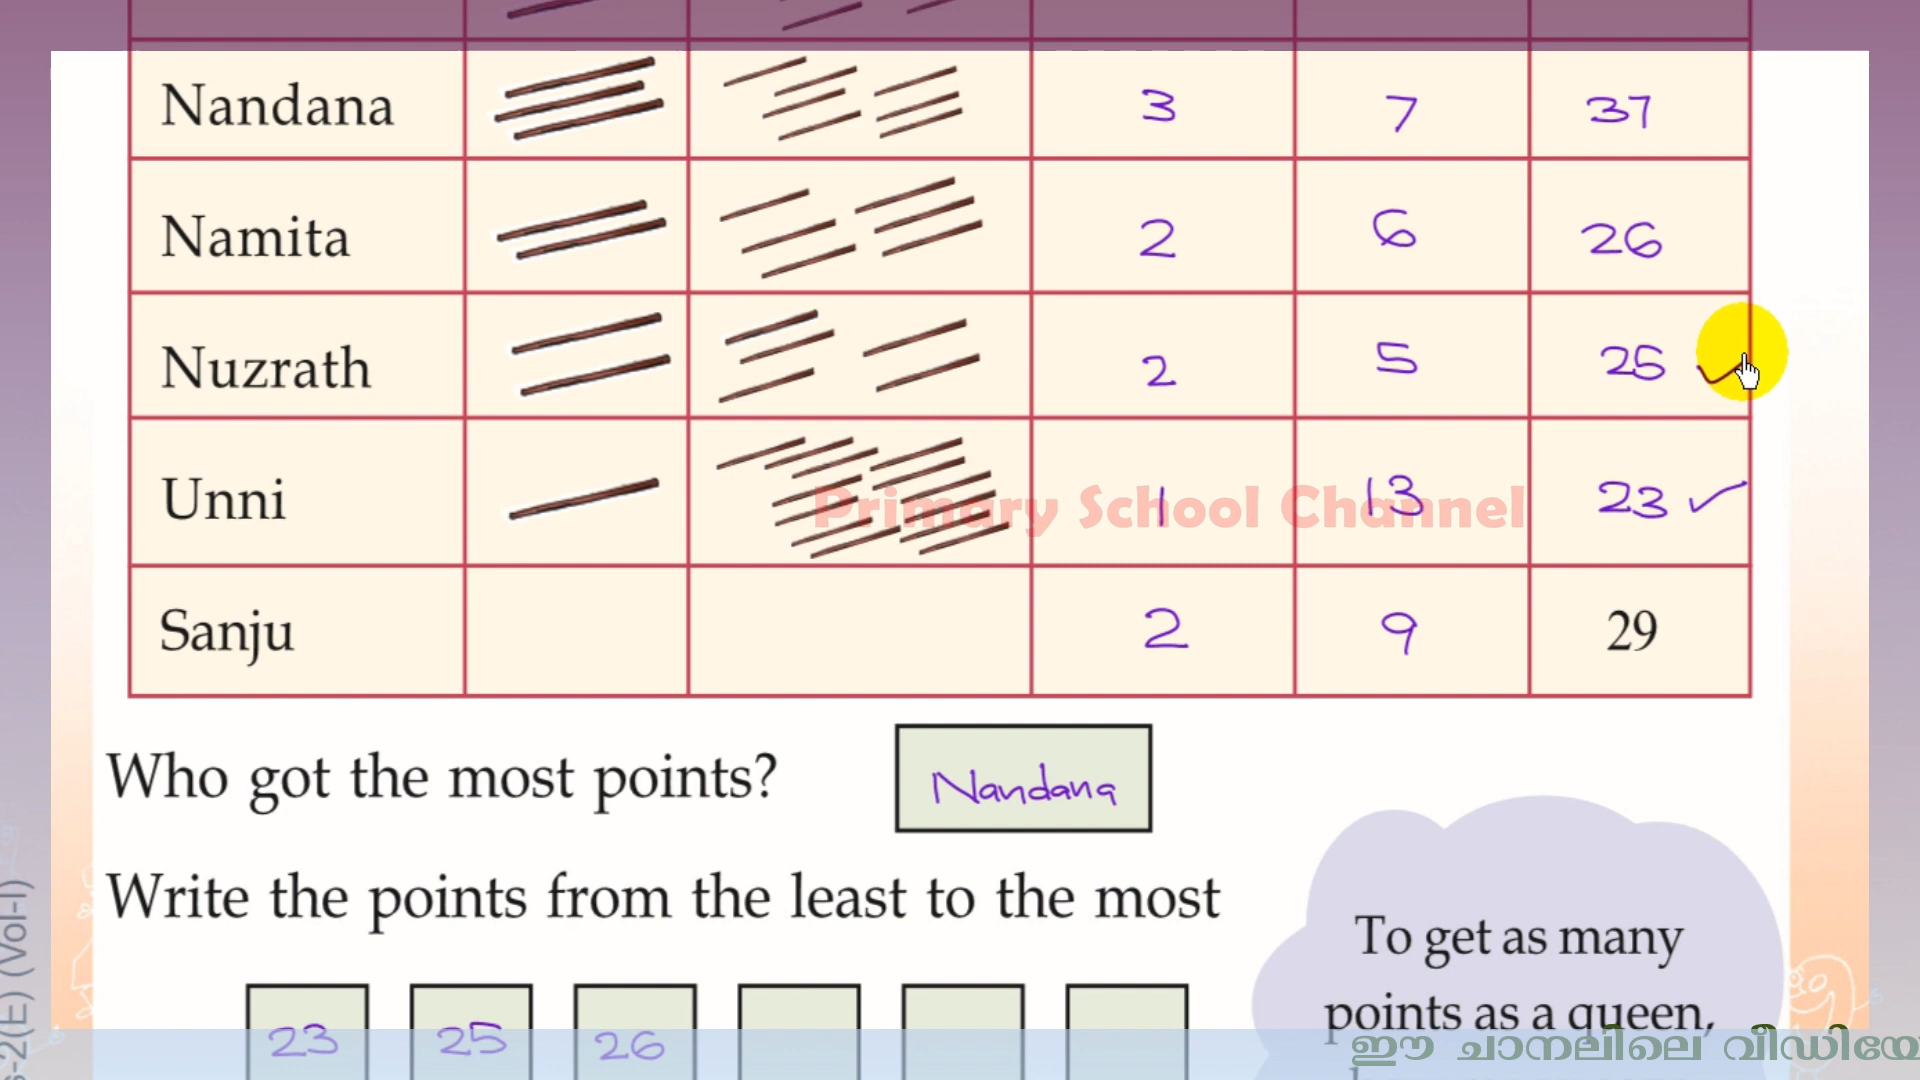 Nandana 3 7 37
Namita 2 6 26
Nuzrath 2 5 25
Unni 1 13 23
Primary School Channel
Sanju 2 9 29
Who got the most points? Nandana
Write the points from the least to the most
To get as many
points as a queen,
23 25 26
ഈ ചാനലിലെ
-2(E) (Vol-I)